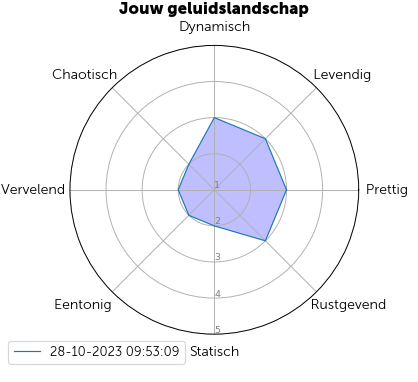 Jouw geluidslandschap
Dynamisch
Chaotisch
Levendig
Vervelend
1
Prettig
2
3
4
Eentonig
Rustgevend
5
28-10-2023 09:53:09
Statisch